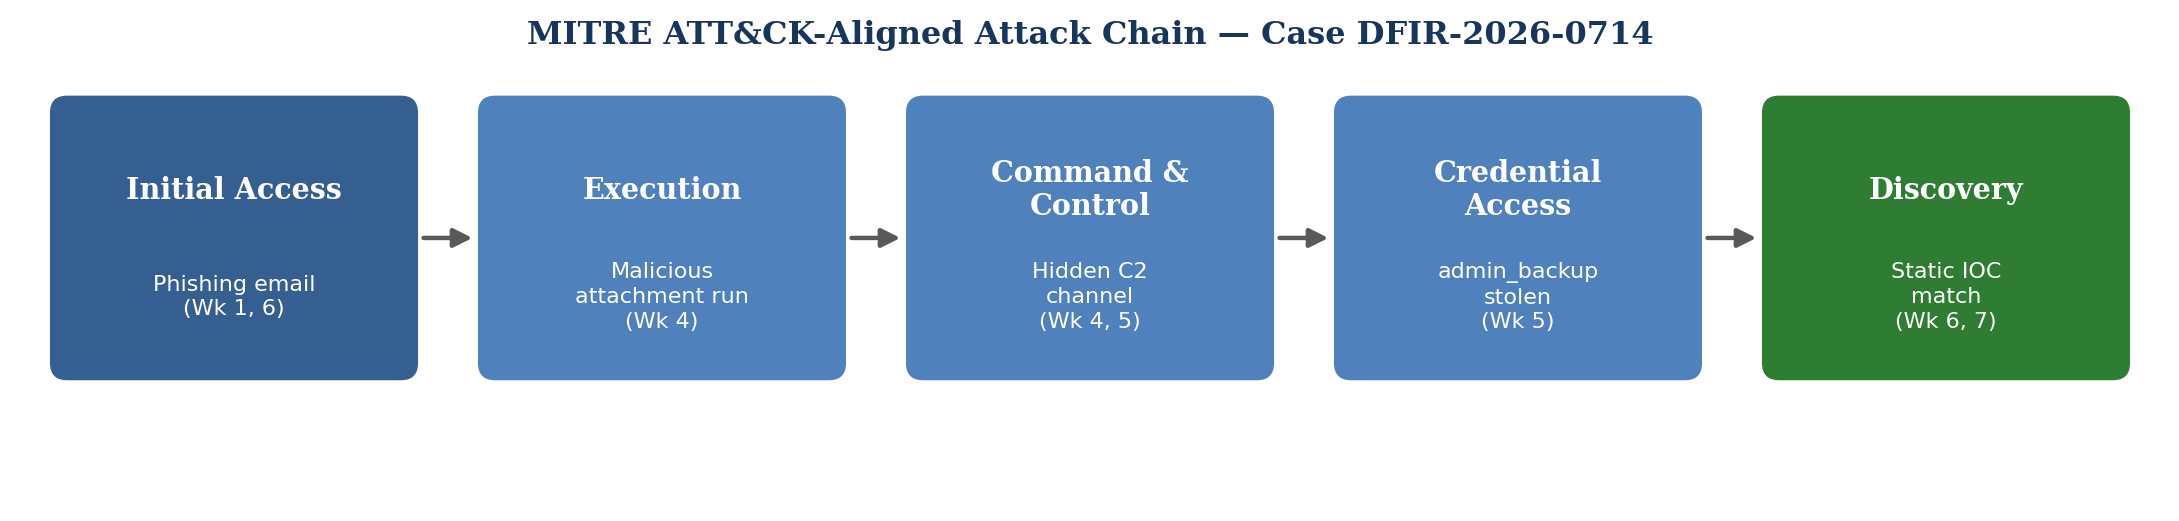 MITRE ATT&CK-Aligned Attack Chain — Case DFIR-2026-0714
Initial Access
Phishing email
(Wk 1, 6)
Execution
Malicious
attachment run
(Wk 4)
Command &
Control
Hidden C2
channel
(Wk 4, 5)
Credential
Access
admin_backup
stolen
(Wk 5)
Discovery
Static IOC
match
(Wk 6, 7)